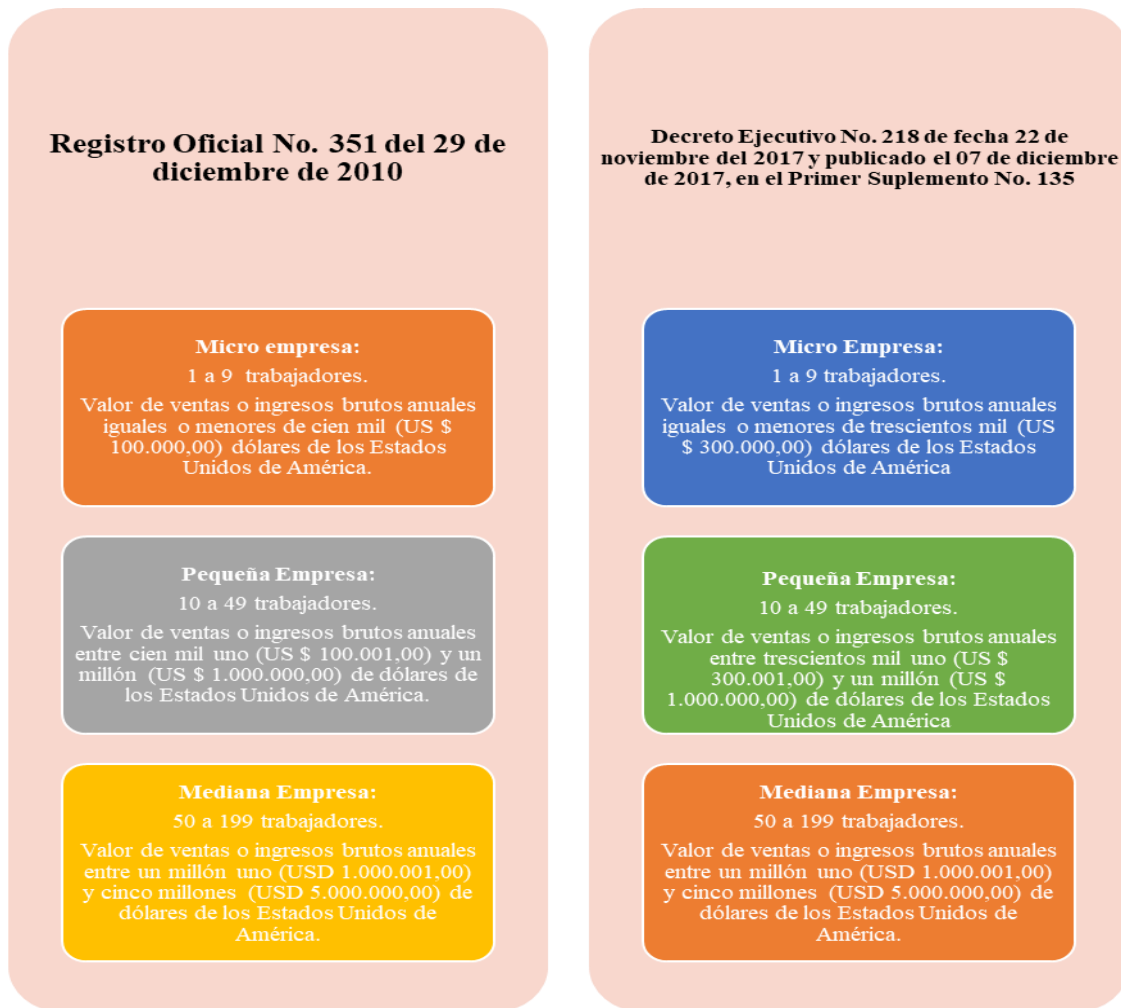 Registro Oficial No. 351 del 29 de
diciembre de 2010
Micro empresa:
1 a 9 trabajadores.
Valor de ventas o ingresos brutos anuales
iguales o menores de cien mil (US $
100.000,00) dólares de los Estados
Unidos de América.
Pequeña Empresa:
10 a 49 trabajadores.
Valor de ventas o ingresos brutos anuales
entre cien mil uno (US $ 100.001,00) y un
millón (US $ 1.000.000,00) de dólares de
los Estados Unidos de América.
Mediana Empresa:
50 a 199 trabajadores.
Valor de ventas o ingresos brutos anuales
entre un millón uno (USD 1.000.001,00)
y cinco millones (USD 5.000.000,00) de
dólares de los Estados Unidos de
América.
Decreto Ejecutivo No. 218 de fecha 22 de
noviembre del 2017 y publicado el 07 de diciembre
de 2017, en el Primer Suplemento No. 135
Micro Empresa:
1 a 9 trabajadores.
Valor de ventas o ingresos brutos anuales
iguales o menores de trescientos mil (US
$ 300.000,00) dólares de los Estados
Unidos de América
Pequeña Empresa:
10 a 49 trabajadores.
Valor de ventas o ingresos brutos anuales
entre trescientos mil uno (US $
300.001,00) y un millón (US $
1.000.000,00) de dólares de los Estados
Unidos de América
Mediana Empresa:
50 a 199 trabajadores.
Valor de ventas o ingresos brutos anuales
entre un millón uno (USD 1.000.001,00)
y cinco millones (USD 5.000.000,00) de
dólares de los Estados Unidos de
América.